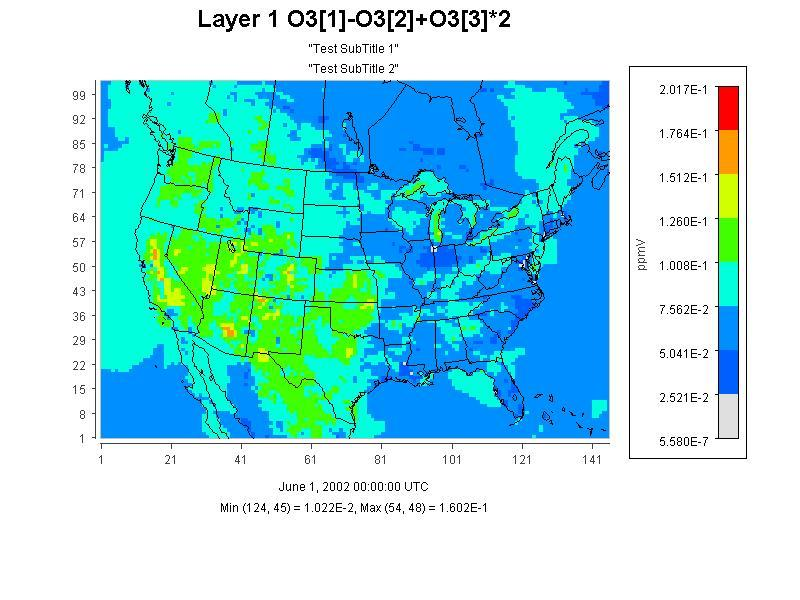 Layer 1 O3[1]-O3[2]+O3[3]*2
"Test SubTitle 1"
"Test SubTitle 2"
99
92
85
78
71
64
57
50
43
36
29
22
15
8
1
1 21 41 61 81 101 121 141
2.017E-1
1.764E-1
1.512E-1
1.260E-1
1.008E-1
7.562E-2
5.041E-2
2.521E-2
5.580E-7
ppmV
June 1, 2002 00:00:00 UTC
Min (124, 45) = 1.022E-2, Max (54, 48) = 1.602E-1